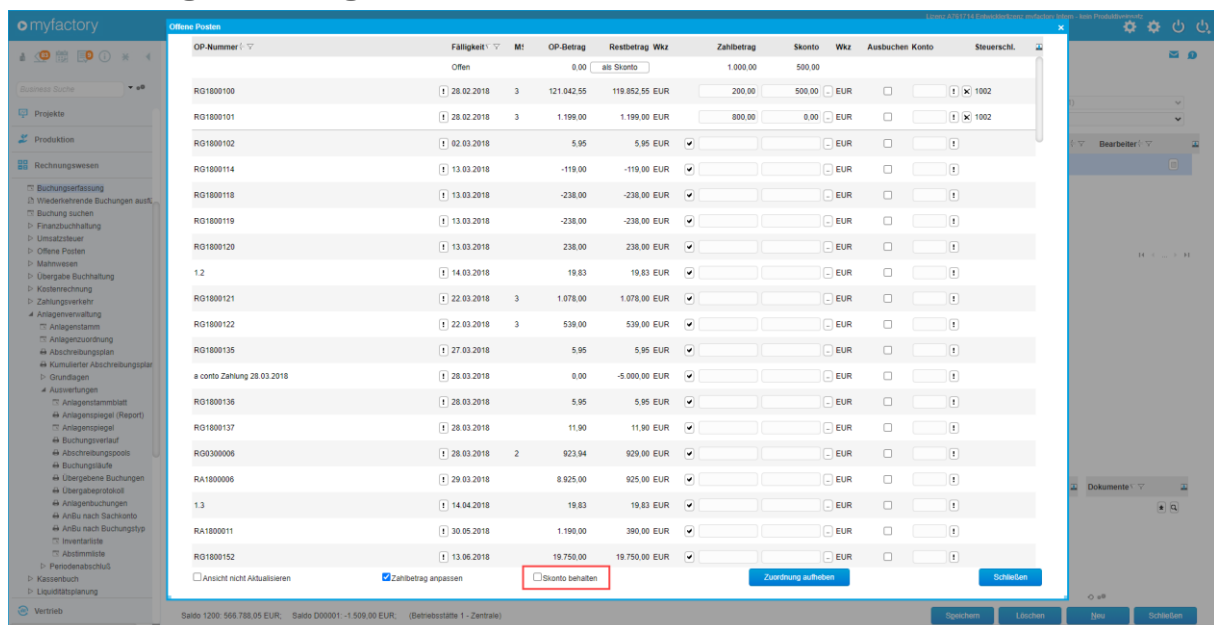 Lizenz A791714 Entwicklerlizenz myfactory intern - kein Produktiveinsatz
myfactory
Business Suche
Projekte
Produktion
Rechnungswesen
Buchungserfassung
Wiederkehrende Buchungen
Buchung suchen
Finanzbuchhaltung
Umsatzsteuer
Offene Posten
Mahnwesen
Übergabe Buchhaltung
Kostenrechnung
Zahlungsverkehr
Anlagenverwaltung
Anlagenstamm
Anlagenzuordnung
Abschreibungsplan
Kumulierter Abschreibungsplan
Grundlagen
Auswertungen
Anlagenstammblatt
Anlagenspiegel (Report)
Anlagenspiegel
Buchungsverlauf
Abschreibungspools
Buchungsläufe
Übergebene Buchungen
Übergabeprotokoll
Anlagenbuchungen
AnBu nach Sachkonto
AnBu nach Buchungstyp
Inventarliste
Abstimmliste
Periodenabschluß
Kassenbuch
Liquiditätsplanung
Vertrieb
Offene Posten
OP-Nummer Fälligkeit OP-Betrag Restbetrag Wkz Zahlbetrag Skonto Wkz Ausbuchen Konto Steuerschl.
Offen 0,00 als Skonto 1.000,00 500,00
RG1800100 28.02.2018 3 121.042,55 119.852,55 EUR 200,00 500,00 EUR 1002
RG1800101 28.02.2018 3 1.199,00 1.199,00 EUR 800,00 0,00 EUR 1002
RG1800102 02.03.2018 5,95 5,95 EUR EUR
RG1800114 13.03.2018 -119,00 -119,00 EUR EUR
RG1800118 13.03.2018 -238,00 -238,00 EUR EUR
RG1800119 13.03.2018 -238,00 -238,00 EUR EUR
RG1800120 13.03.2018 238,00 238,00 EUR EUR
1.2 14.03.2018 19,83 19,83 EUR EUR
RG1800121 22.03.2018 3 1.078,00 1.078,00 EUR EUR
RG1800122 22.03.2018 3 539,00 539,00 EUR EUR
RG1800135 27.03.2018 5,95 5,95 EUR EUR
a conto Zahlung 28.03.2018 28.03.2018 0,00 -5.000,00 EUR EUR
RG1800136 28.03.2018 5,95 5,95 EUR EUR
RG1800137 28.03.2018 11,90 11,90 EUR EUR
RG0300006 28.03.2018 2 923,94 929,00 EUR EUR
RA1800006 29.03.2018 8.925,00 925,00 EUR EUR
1.3 14.04.2018 19,83 19,83 EUR EUR
RA1800011 30.05.2018 1.190,00 390,00 EUR EUR
RG1800152 13.06.2018 19.750,00 19.750,00 EUR EUR
Ansicht nicht Aktualisieren Zahlbetrag anpassen Skonto behalten Zuordnung aufheben Schließen
Bearbeiter
Dokumente
Saldo 1200: 566.788,05 EUR; Saldo D00001: -1.509,00 EUR; (Betriebsstätte 1 - Zentrale)
Speichern Löschen Neu Schließen